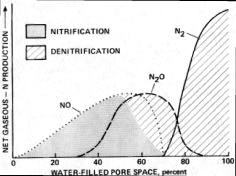 NET GASEOUS – N PRODUCTION
NITRIFICATION
DENITRIFICATION
NO
N₂O
N₂
0 20 40 60 80 100
WATER-FILLED PORE SPACE, percent